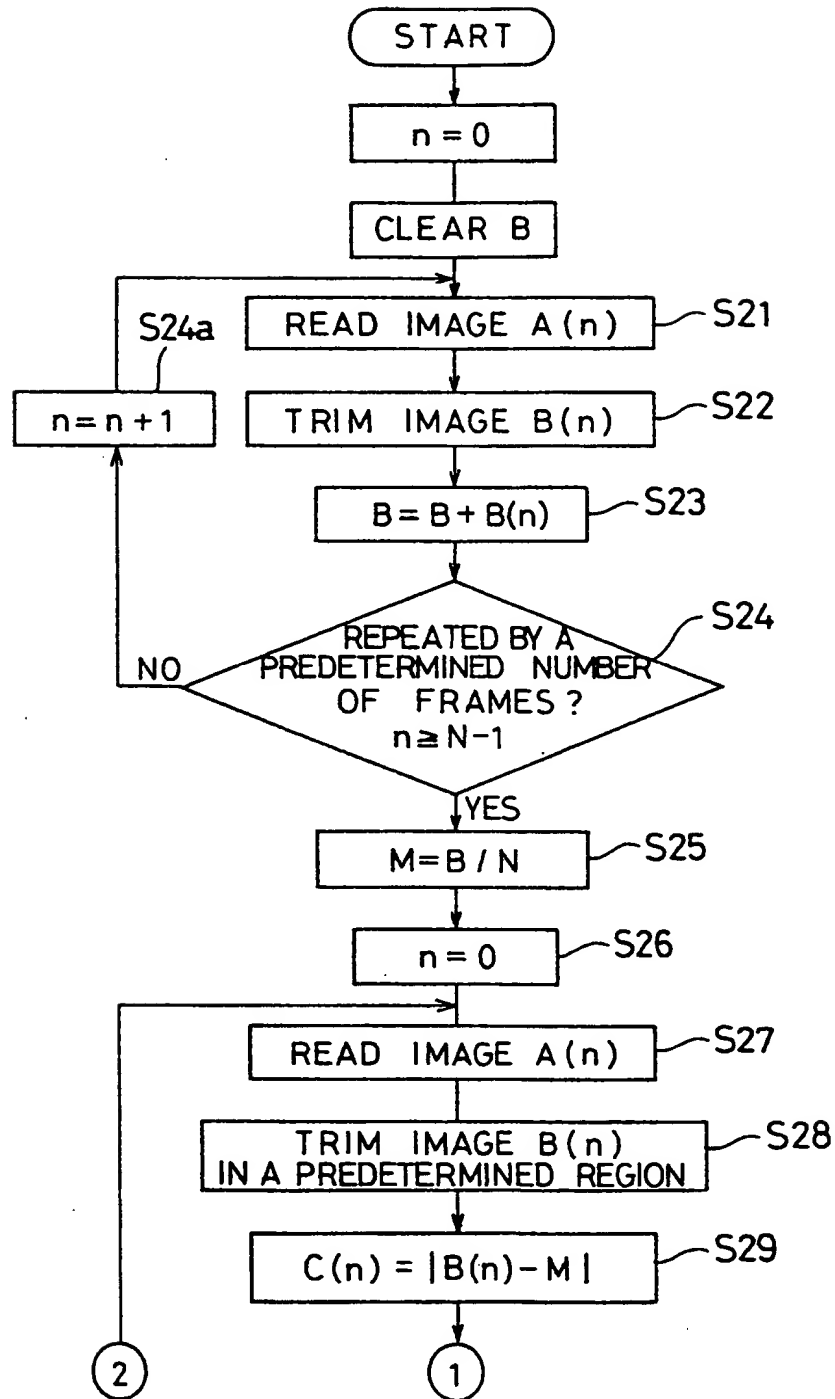 START
n = 0
CLEAR B
READ IMAGE A(n)
S21
S24a
n = n + 1
TRIM IMAGE B(n)
S22
B = B + B(n)
S23
REPEATED BY A
PREDETERMINED NUMBER
OF FRAMES ?
n ≧ N-1
S24
NO
YES
M = B / N
S25
n = 0
S26
READ IMAGE A(n)
S27
TRIM IMAGE B(n)
IN A PREDETERMINED REGION
S28
C(n) = |B(n)-M|
S29
2
1